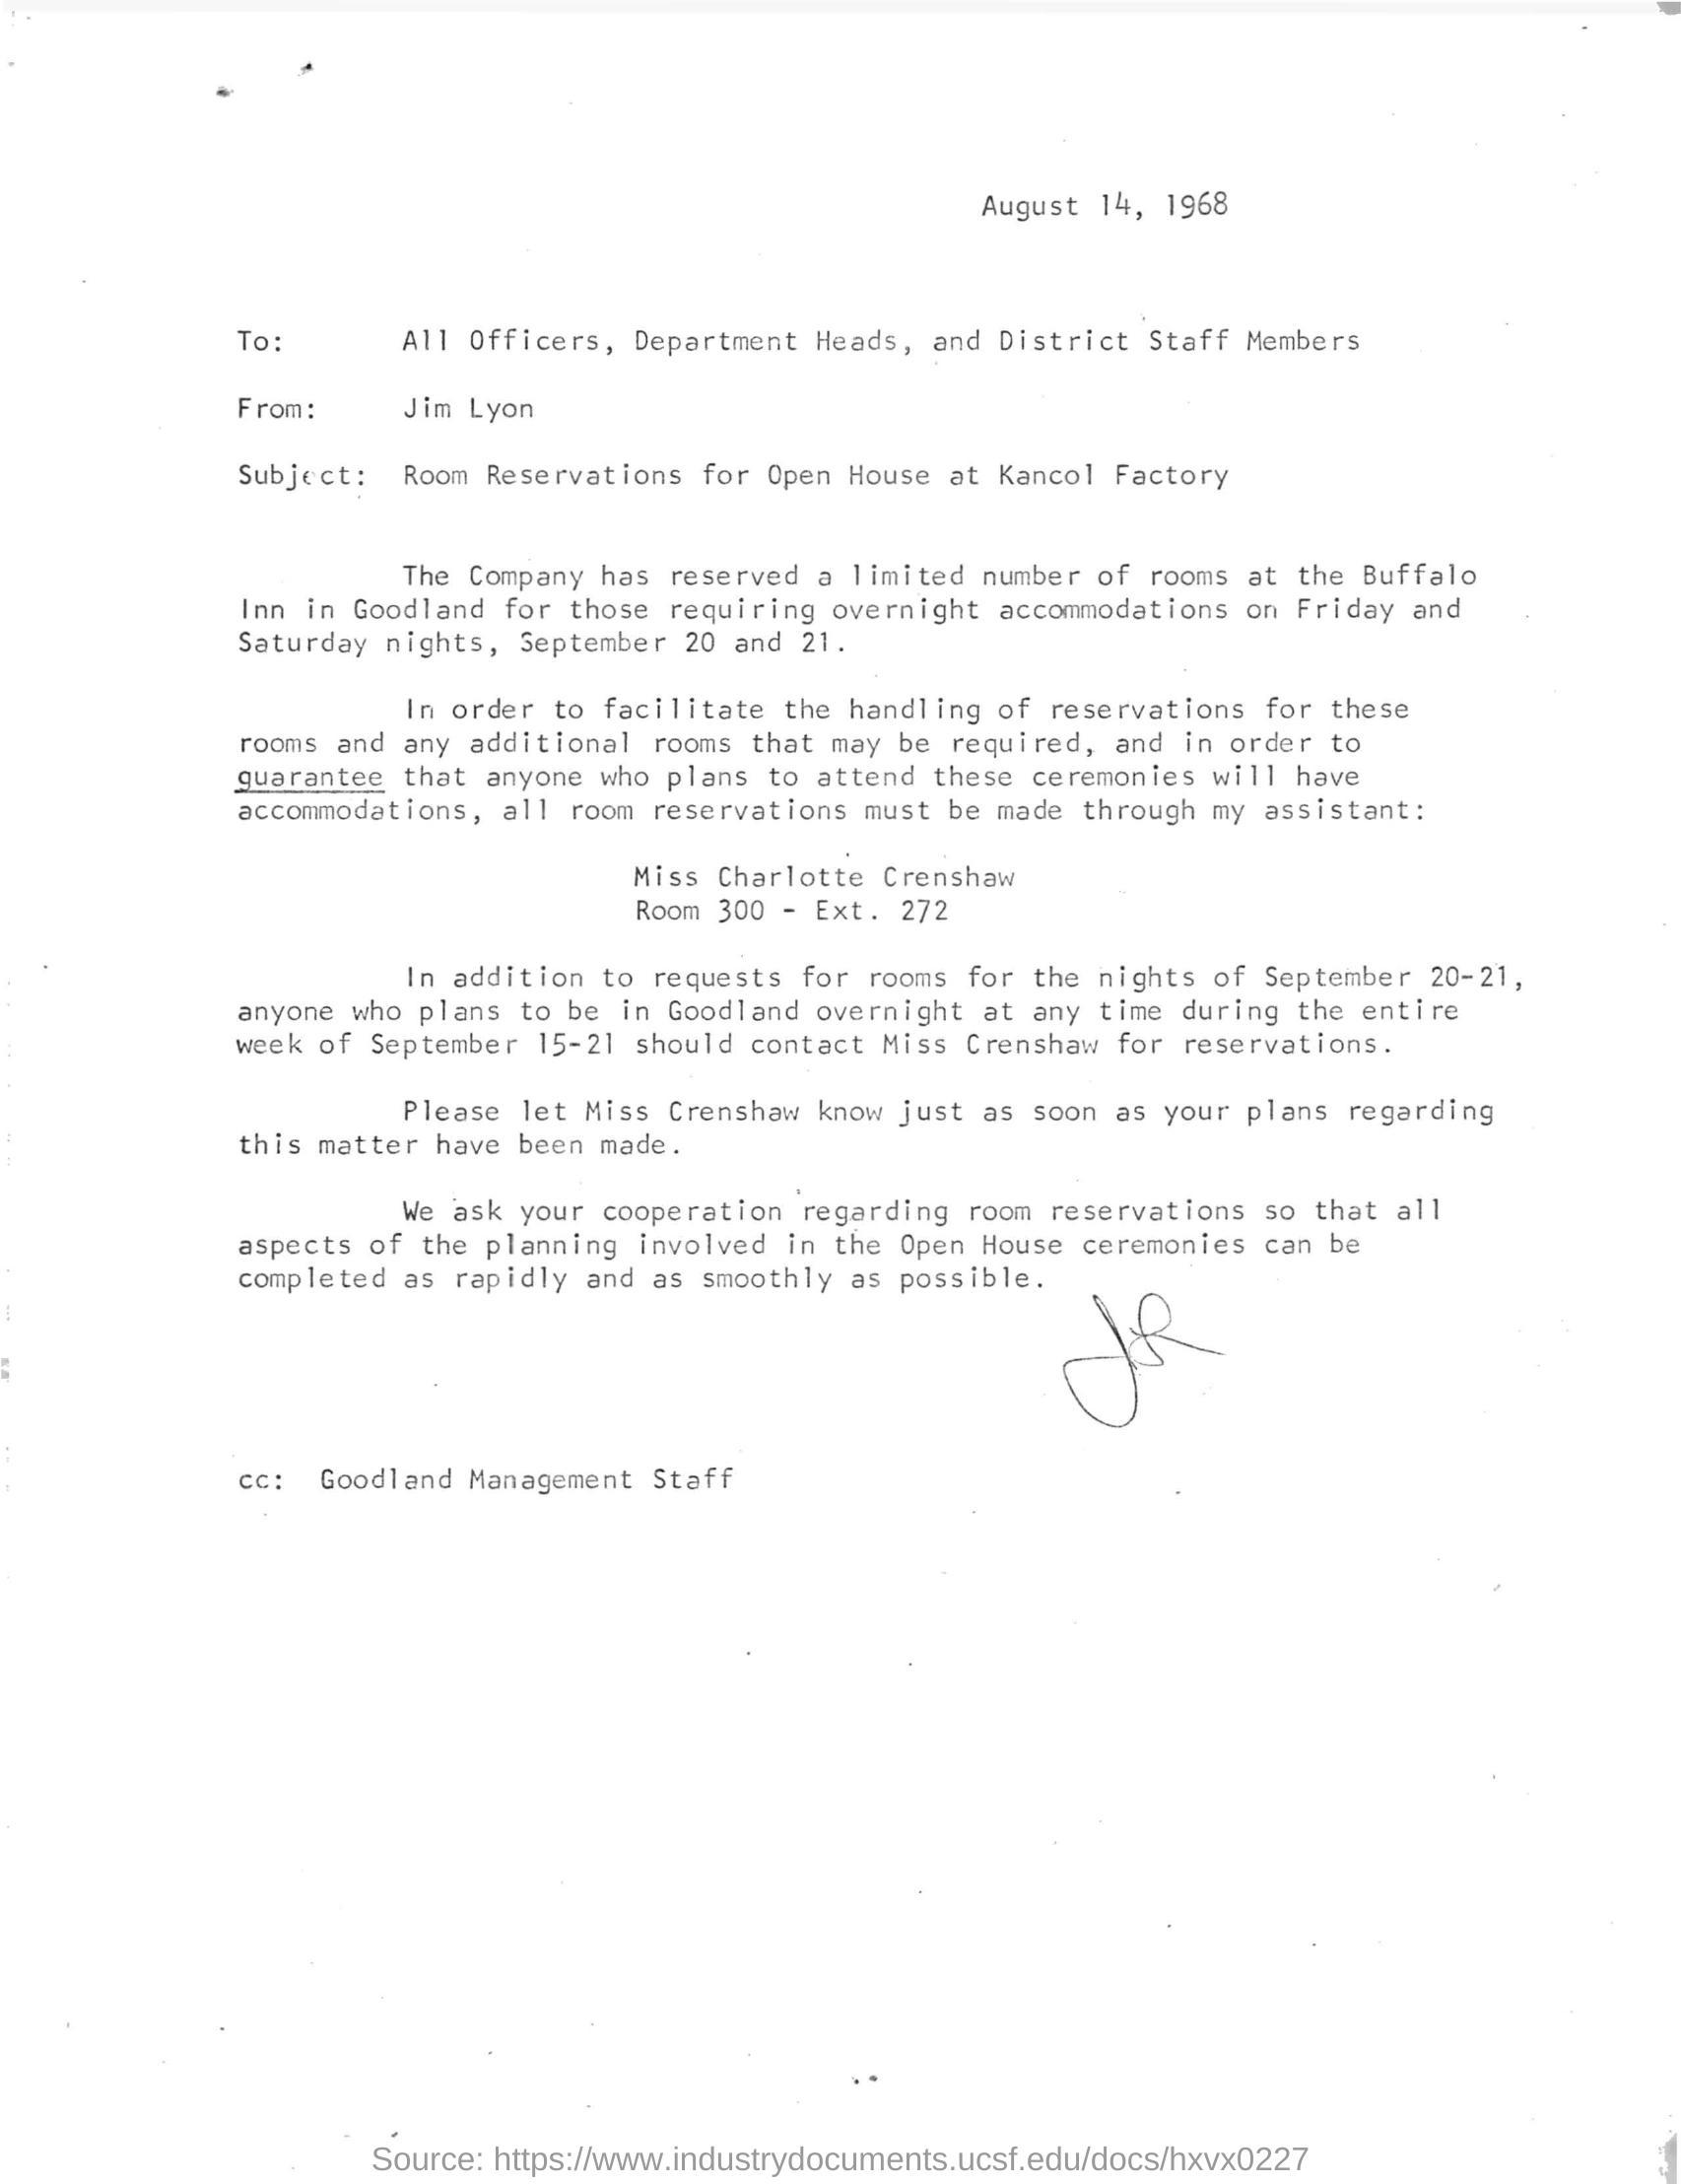 August 14, 1968
To: All Officers, Department Heads, and District Staff Members
From: Jim Lyon
Subject: Room Reservations for Open House at Kancol Factory
The Company has reserved a limited number of rooms at the Buffalo
Inn in Goodland for those requiring overnight accommodations on Friday and
Saturday nights, September 20 and 21.
In order to facilitate the handling of reservations for these
rooms and any additional rooms that may be required, and in order to
guarantee that anyone who plans to attend these ceremonies will have
accommodations, all room reservations must be made through my assistant:
Miss Charlotte Crenshaw
Room 300 - Ext. 272
In addition to requests for rooms for the nights of September 20-21,
anyone who plans to be in Goodland overnight at any time during the entire
week of September 15-21 should contact Miss Crenshaw for reservations.
Please let Miss Crenshaw know just as soon as your plans regarding
this matter have been made.
We ask your cooperation regarding room reservations so that all
aspects of the planning involved in the Open House ceremonies can be
completed as rapidly and as smoothly as possible.
cc: Goodland Management Staff
Source: https://www.industrydocuments.ucsf.edu/docs/hxvx0227